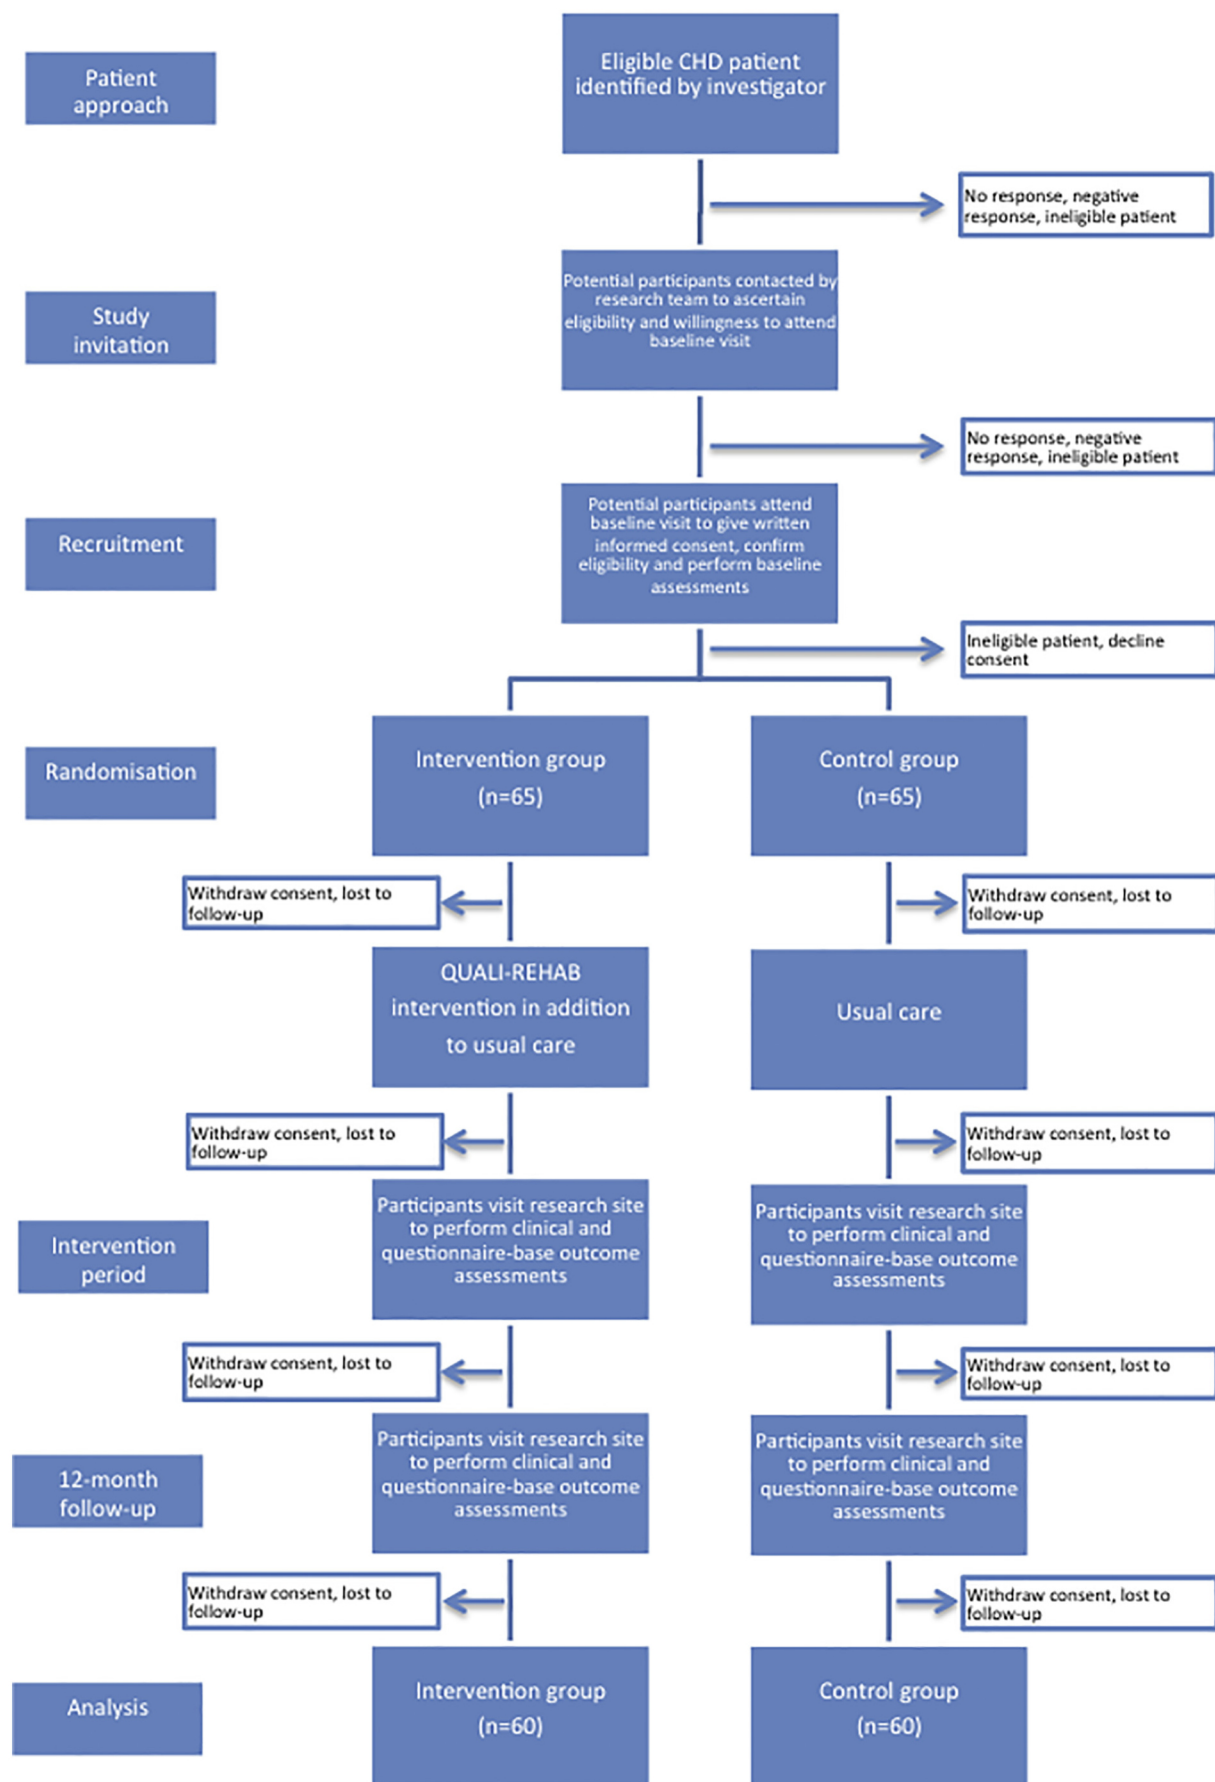 Patient
approach
Eligible CHD patient
identified by investigator
No response, negative
response, ineligible patient
Study
invitation
Potential participants contacted by
research team to ascertain
eligibility and willingness to attend
baseline visit
No response, negative
response, ineligible patient
Recruitment
Potential participants attend
baseline visit to give written
informed consent, confirm
eligibility and perform baseline
assessments
Ineligible patient, decline
consent
Randomisation
Intervention group
(n=65)
Control group
(n=65)
Withdraw consent, lost to
follow-up
Withdraw consent, lost to
follow-up
QUALI-REHAB
intervention in addition
to usual care
Usual care
Withdraw consent, lost to
follow-up
Withdraw consent, lost to
follow-up
Intervention
period
Participants visit research site
to perform clinical and
questionnaire-base outcome
assessments
Participants visit research site
to perform clinical and
questionnaire-base outcome
assessments
Withdraw consent, lost to
follow-up
Withdraw consent, lost to
follow-up
12-month
follow-up
Participants visit research site
to perform clinical and
questionnaire-base outcome
assessments
Participants visit research site
to perform clinical and
questionnaire-base outcome
assessments
Withdraw consent, lost to
follow-up
Withdraw consent, lost to
follow-up
Analysis
Intervention group
(n=60)
Control group
(n=60)